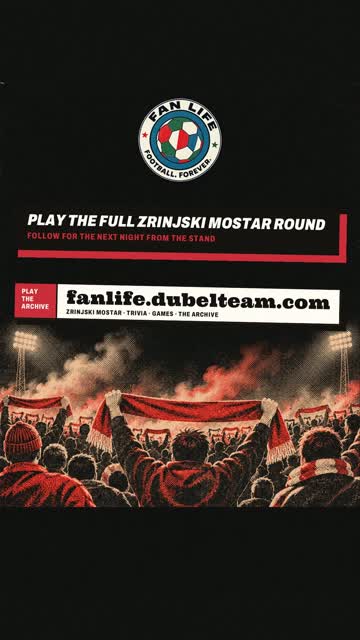 FAN LIFE
FOOTBALL. FOREVER.
PLAY THE FULL ZRINJSKI MOSTAR ROUND
FOLLOW FOR THE NEXT NIGHT FROM THE STAND
PLAY
THE
ARCHIVE
fanlife.dubelteam.com
ZRINJSKI MOSTAR · TRIVIA · GAMES · THE ARCHIVE